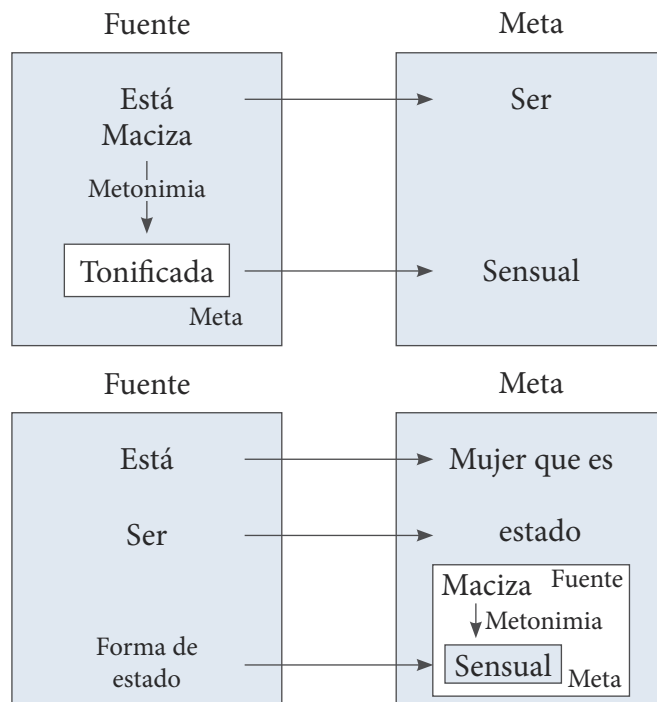 Fuente Meta
Está Ser
Maciza
Metonimia
Tonificada Sensual
Meta
Fuente Meta
Está Mujer que es
Ser estado
Maciza Fuente
Metonimia
Forma de
estado Sensual
Meta